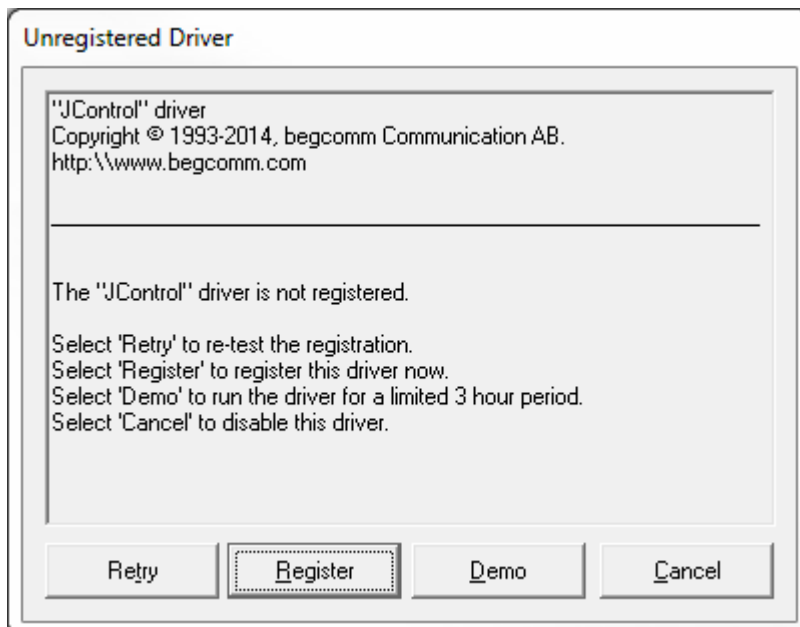 Unregistered Driver
"JControl" driver
Copyright © 1993-2014, begcomm Communication AB.
http:\\www.begcomm.com
The "JControl" driver is not registered.
Select 'Retry' to re-test the registration.
Select 'Register' to register this driver now.
Select 'Demo' to run the driver for a limited 3 hour period.
Select 'Cancel' to disable this driver.
Retry Register Demo Cancel